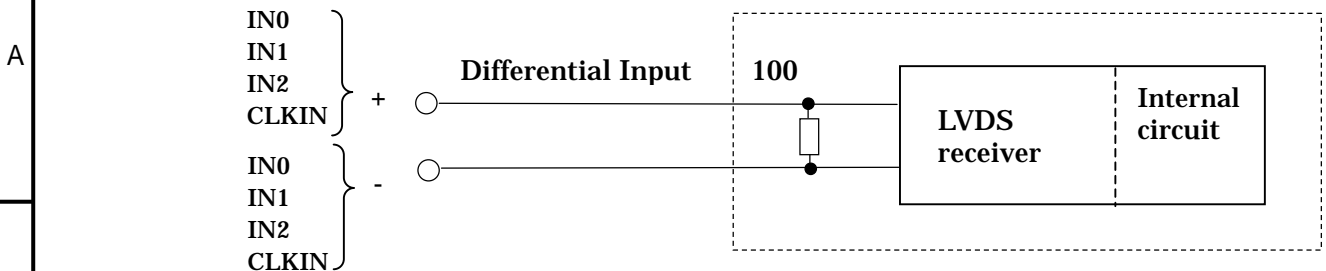 A
IN0
IN1
IN2
CLKIN
+
Differential Input
100
LVDS
receiver
Internal
circuit
IN0
IN1
IN2
CLKIN
-